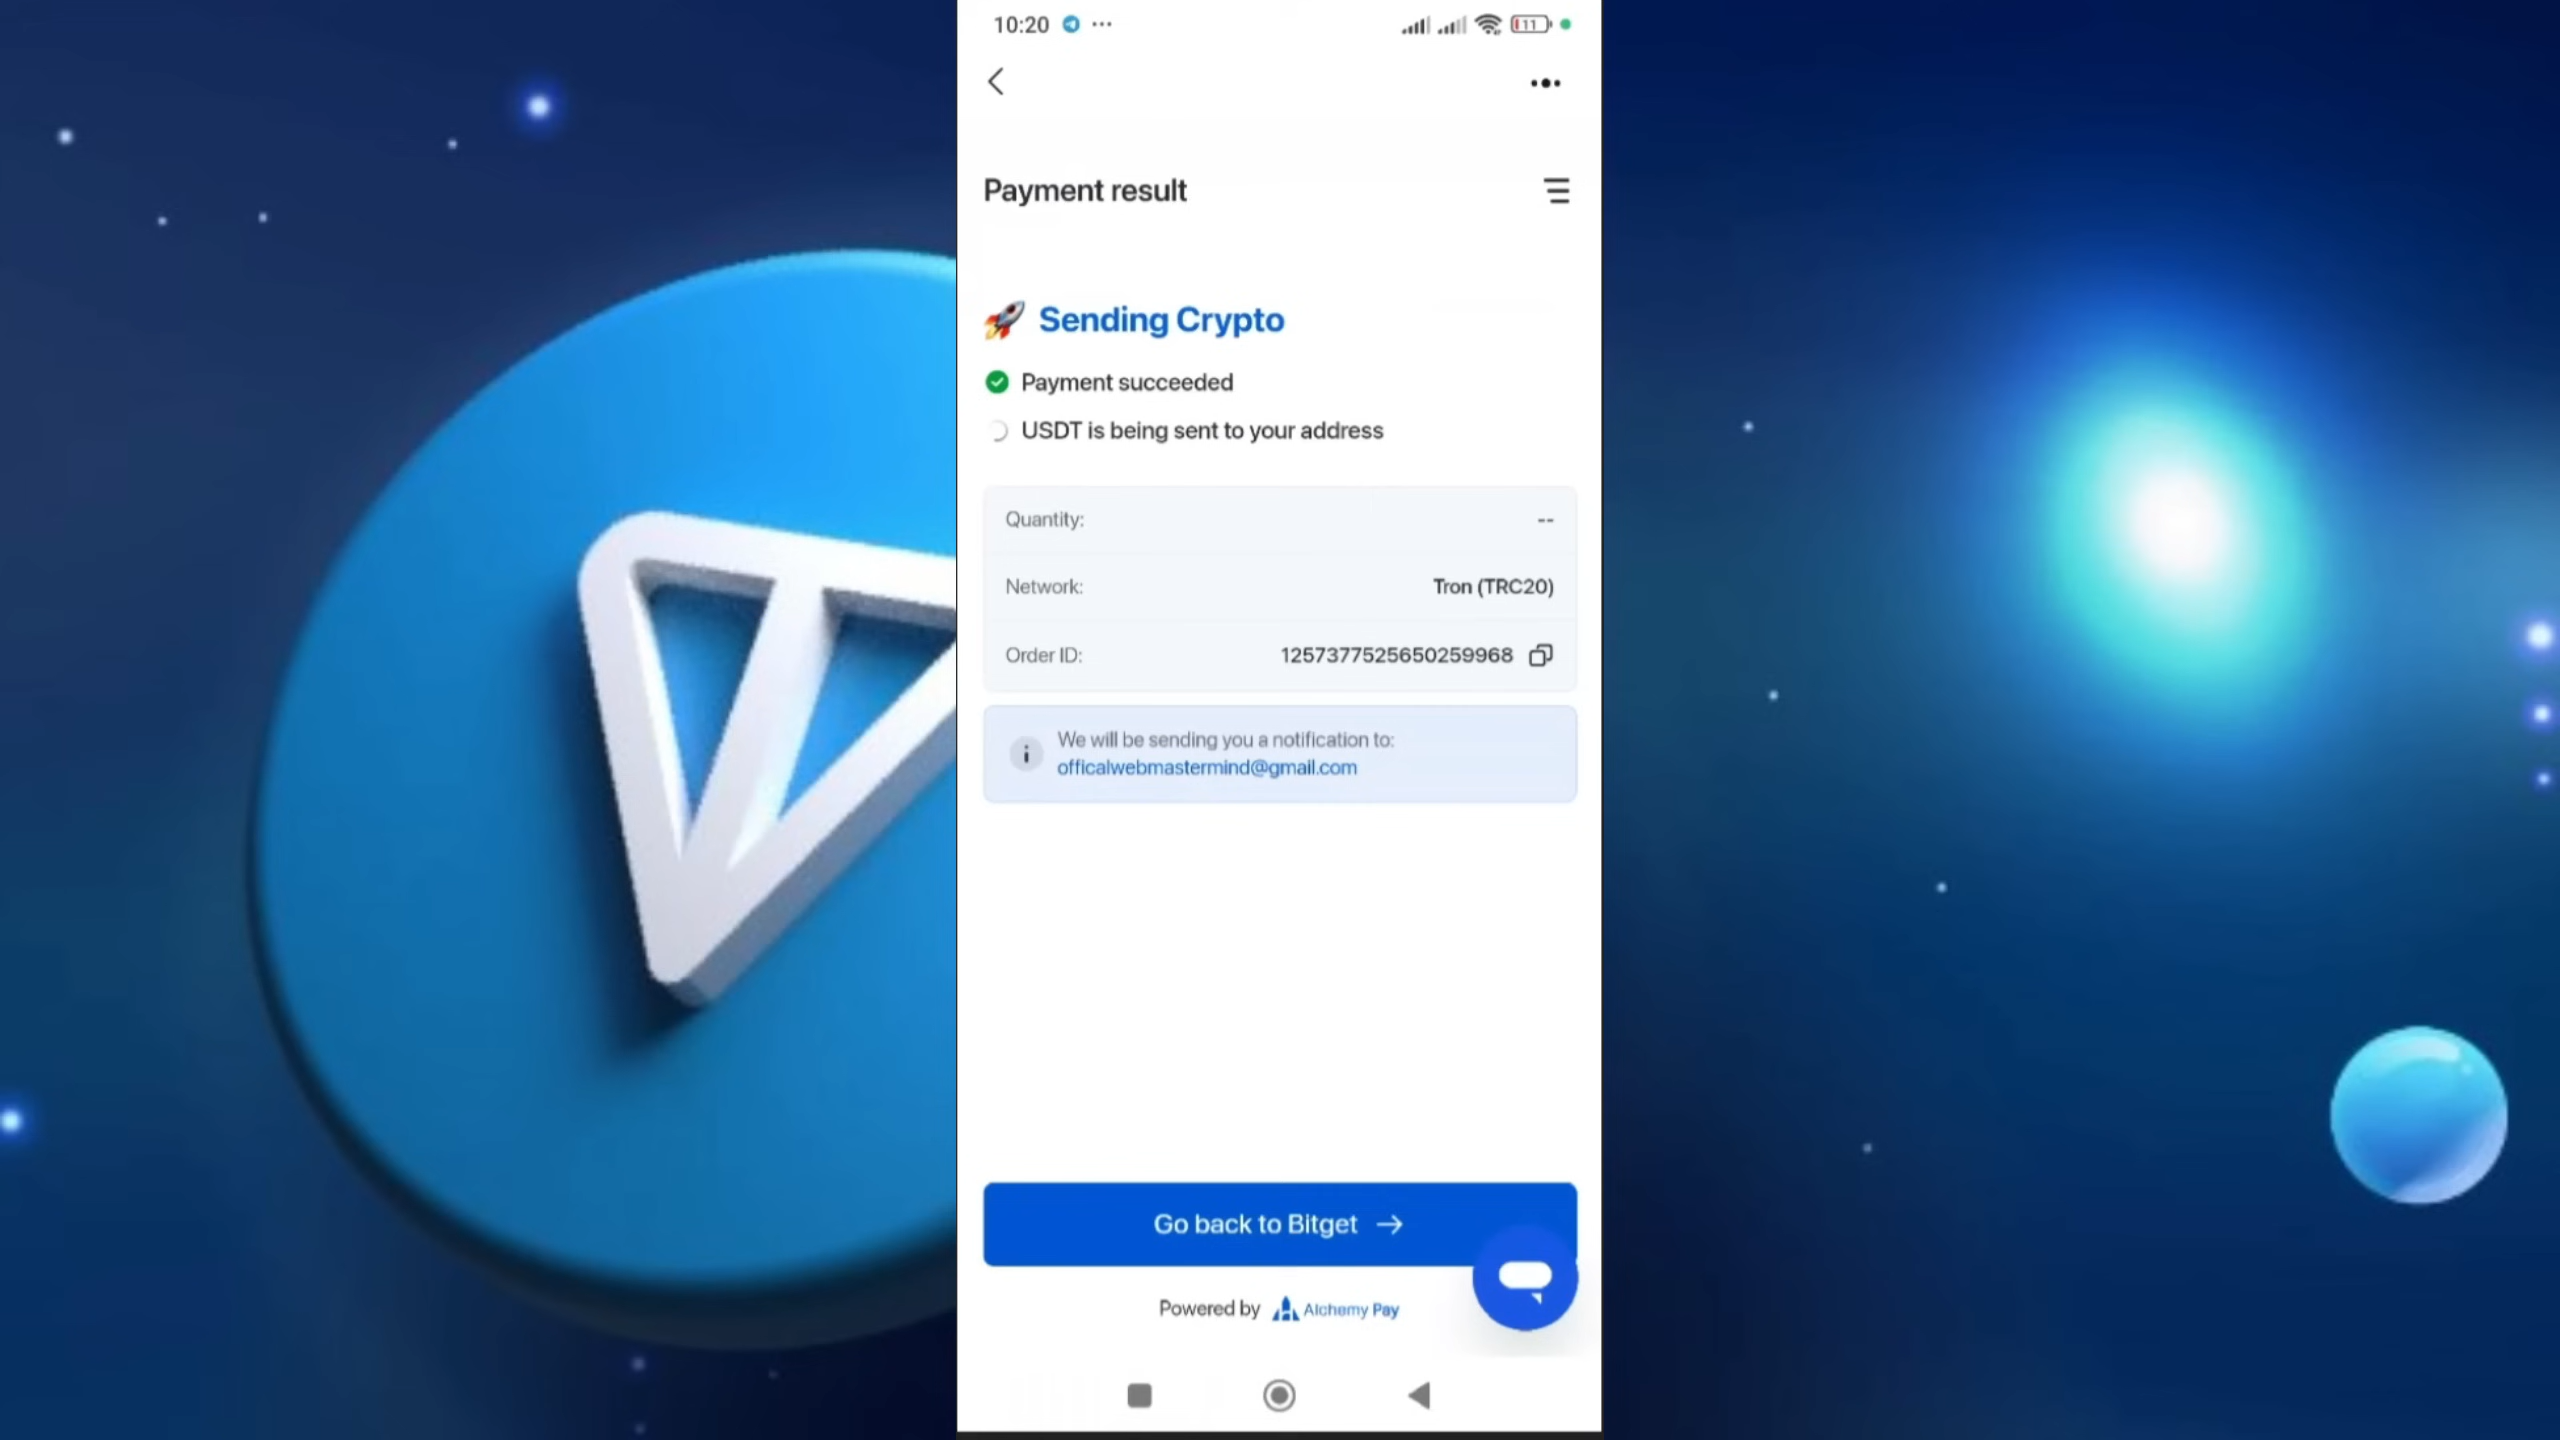 10:20
11
Payment result
Sending Crypto
Payment succeeded
USDT is being sent to your address
Quantity: --
Network: Tron (TRC20)
Order ID: 1257377525650259968
We will be sending you a notification to:
officalwebmastermind@gmail.com
Go back to Bitget
Powered by Alchemy Pay